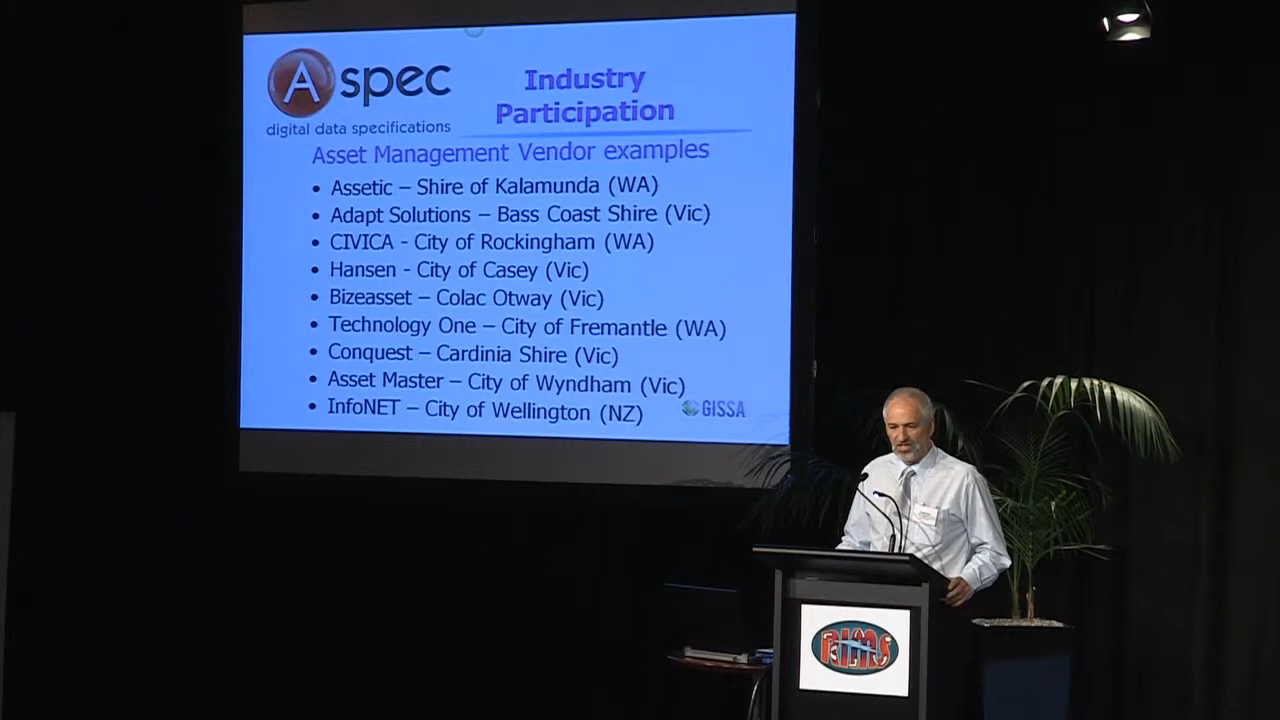 A spec
digital data specifications
Industry
Participation
Asset Management Vendor examples
• Assetic – Shire of Kalamunda (WA)
• Adapt Solutions – Bass Coast Shire (Vic)
• CIVICA - City of Rockingham (WA)
• Hansen - City of Casey (Vic)
• Bizeasset – Colac Otway (Vic)
• Technology One – City of Fremantle (WA)
• Conquest – Cardinia Shire (Vic)
• Asset Master – City of Wyndham (Vic)
• InfoNET – City of Wellington (NZ)
GISSA
RIMS